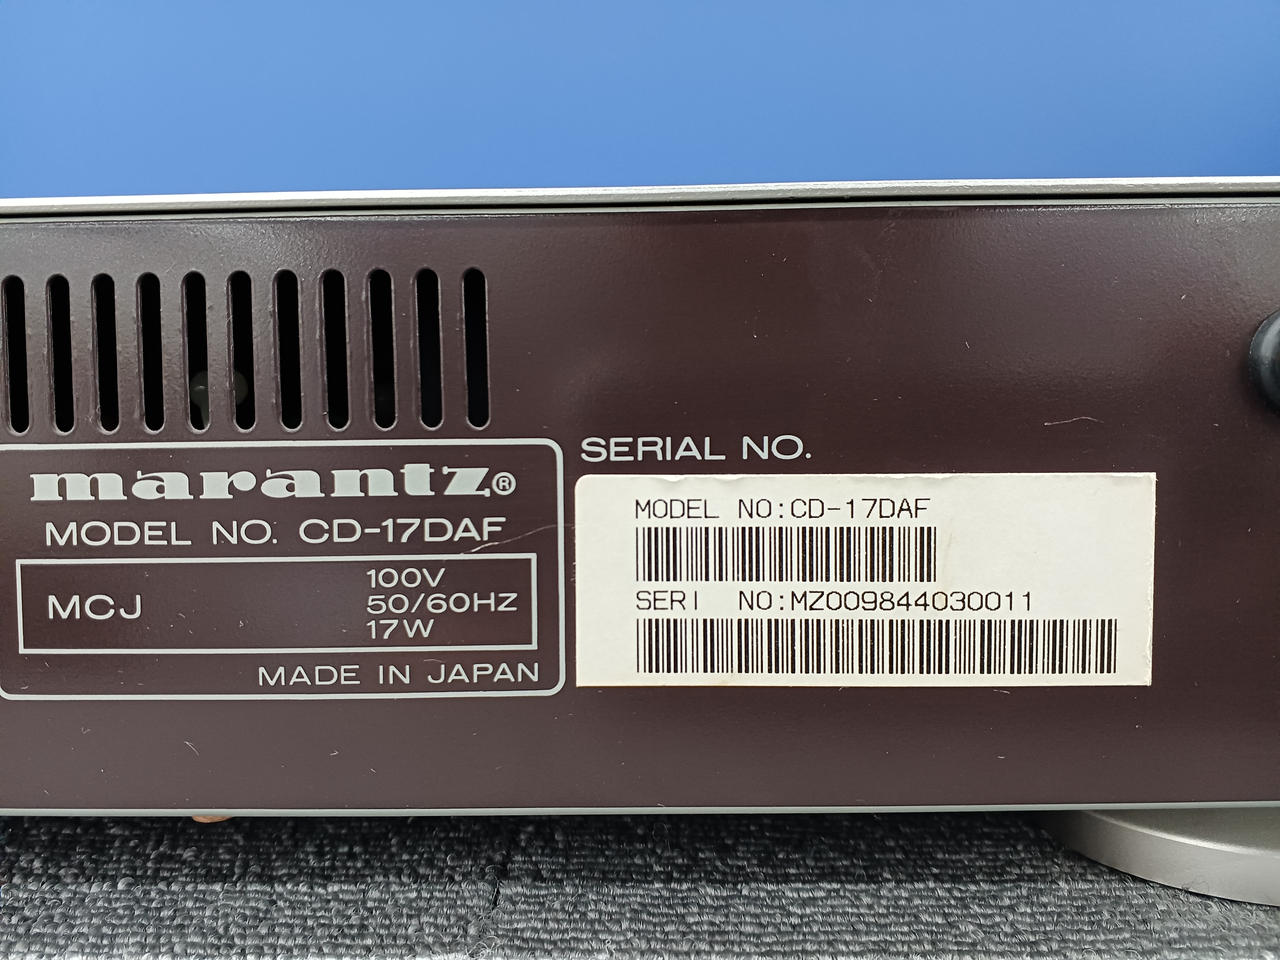 marantz®
MODEL NO. CD-17DAF
MCJ
100V
50/60HZ
17W
MADE IN JAPAN
SERIAL NO.
MODEL NO:CD-17DAF
SERI NO:MZ009844030011